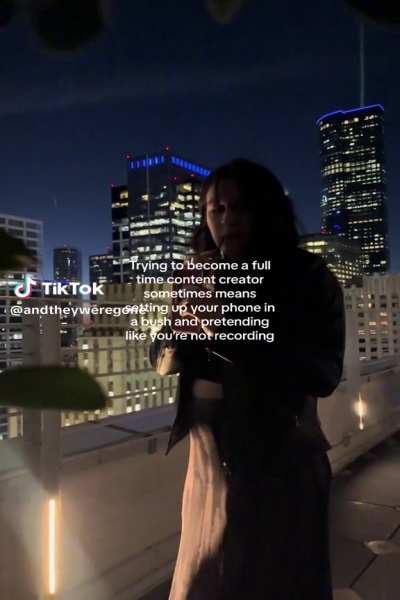 Trying to become a full
time content creator
sometimes means
setting up your phone in
a bush and pretending
like you're not recording
TikTok